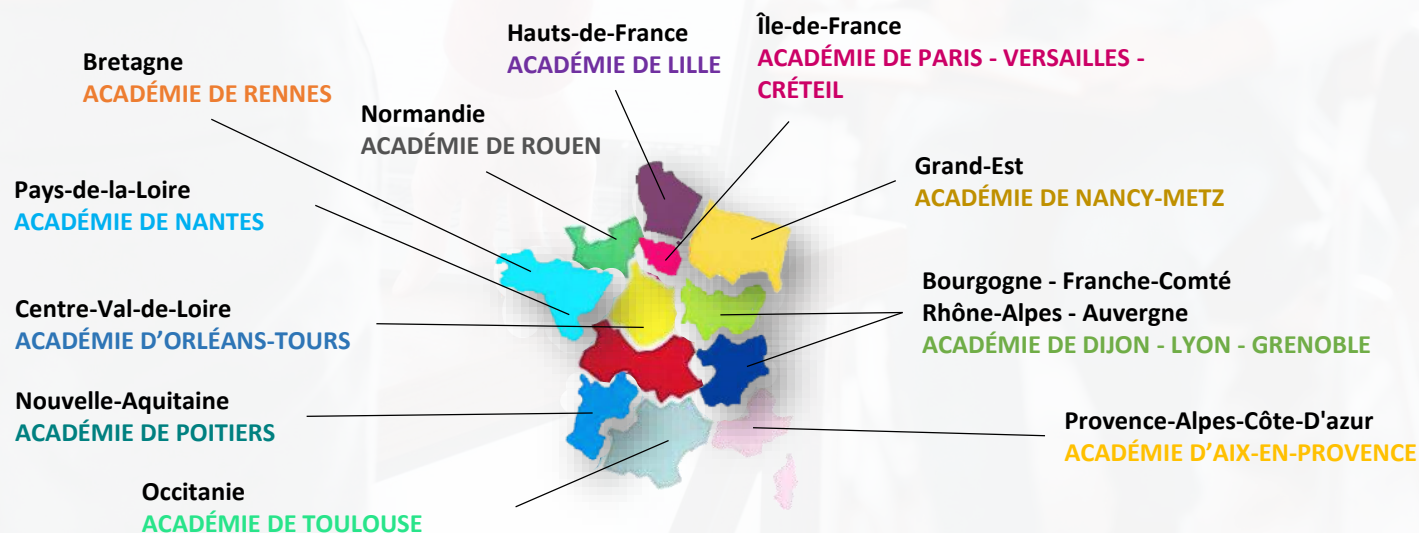 Hauts-de-France
ACADÉMIE DE LILLE
Île-de-France
ACADÉMIE DE PARIS - VERSAILLES -
CRÉTEIL
Bretagne
ACADÉMIE DE RENNES
Normandie
ACADÉMIE DE ROUEN
Grand-Est
ACADÉMIE DE NANCY-METZ
Pays-de-la-Loire
ACADÉMIE DE NANTES
Bourgogne - Franche-Comté
Rhône-Alpes - Auvergne
ACADÉMIE DE DIJON - LYON - GRENOBLE
Centre-Val-de-Loire
ACADÉMIE D’ORLÉANS-TOURS
Nouvelle-Aquitaine
ACADÉMIE DE POITIERS
Provence-Alpes-Côte-D'azur
ACADÉMIE D’AIX-EN-PROVENCE
Occitanie
ACADÉMIE DE TOULOUSE